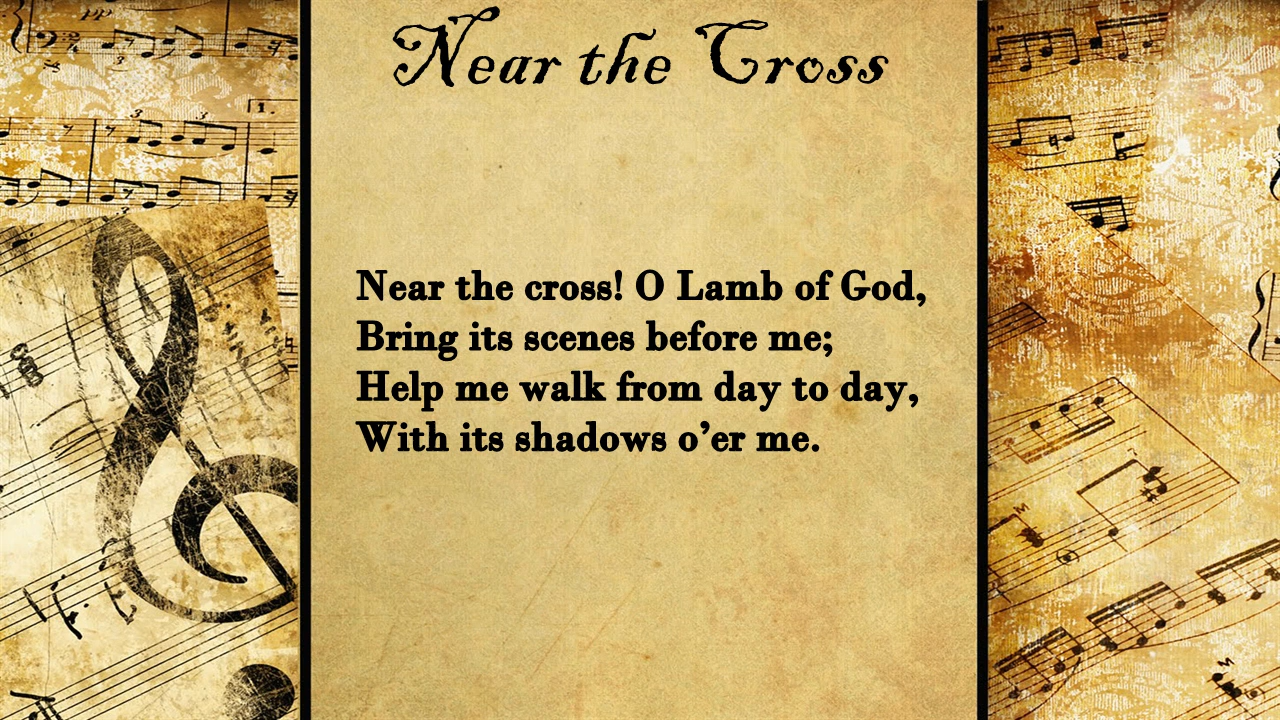 Near the Cross
Near the cross! O Lamb of God,
Bring its scenes before me;
Help me walk from day to day,
With its shadows o’er me.